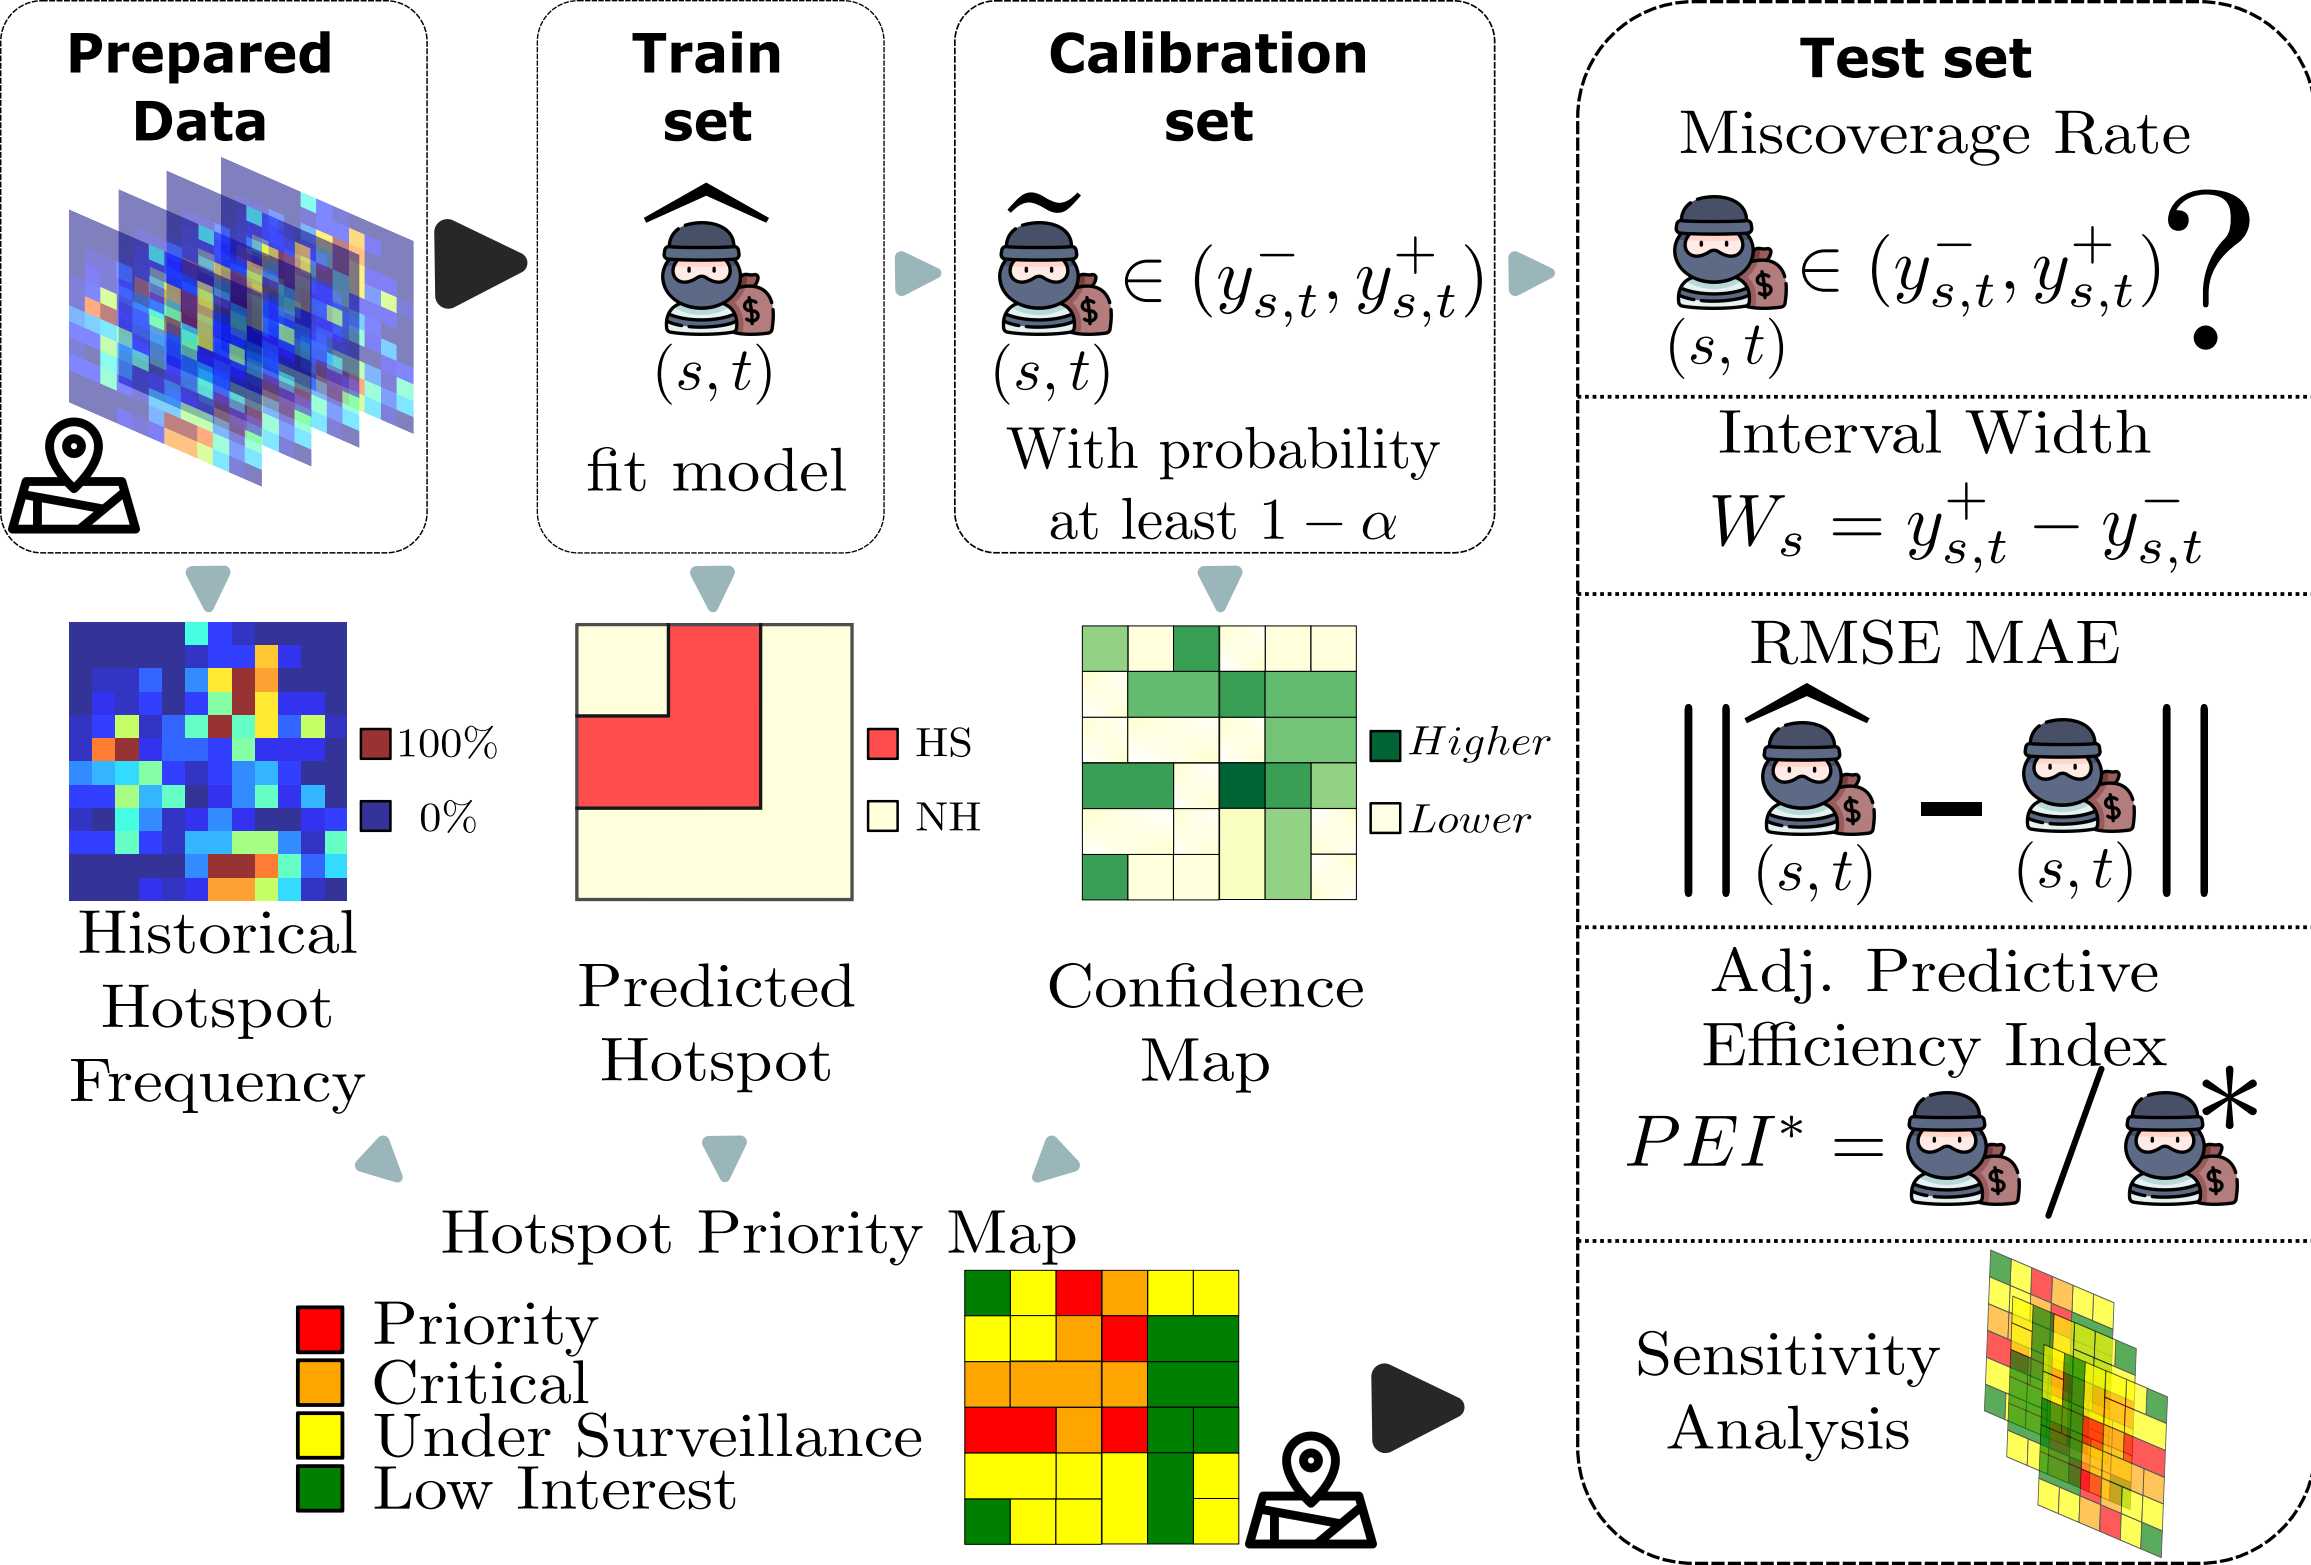 Prepared
Data
Train
set
(s, t)
fit model
Calibration
set
~ ∈ (y⁻ₛ,ₜ, y⁺ₛ,ₜ)
(s, t)
With probability
at least 1 − α
100%
0%
Historical
Hotspot
Frequency
HS
NH
Predicted
Hotspot
Higher
Lower
Confidence
Map
Hotspot Priority Map
Priority
Critical
Under Surveillance
Low Interest
Test set
Miscoverage Rate
$ ∈ (y⁻ₛ,ₜ, y⁺ₛ,ₜ) ?
(s, t)
Interval Width
Wₛ = y⁺ₛ,ₜ − y⁻ₛ,ₜ
RMSE MAE
|| $ − $ ||
(s, t) (s, t)
Adj. Predictive
Efficiency Index
PEI* = $ / $ *
Sensitivity
Analysis